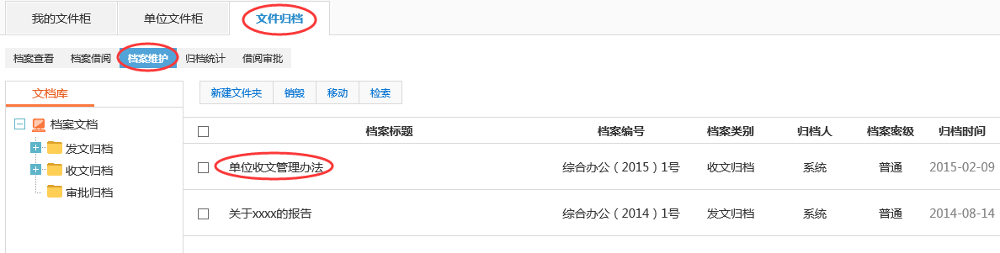 我的文件柜 单位文件柜 文件归档
档案查看 档案借阅 档案维护 归档统计 借阅审批
文档库
档案文档
发文归档
收文归档
审批归档
新建文件夹 销毁 移动 检索
档案标题 档案编号 档案类别 归档人 档案密级 归档时间
单位收文管理办法 综合办公（2015）1号 收文归档 系统 普通 2015-02-09
关于xxxx的报告 综合办公（2014）1号 发文归档 系统 普通 2014-08-14